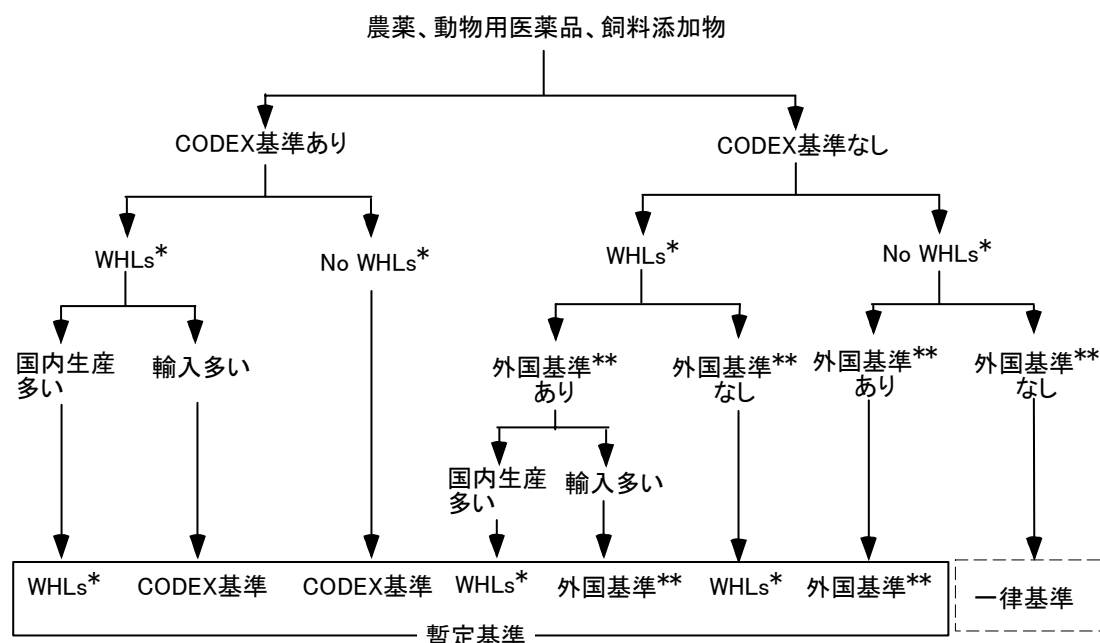 農薬、動物用医薬品、飼料添加物
CODEX基準あり
CODEX基準なし
WHLs*
No WHLs*
WHLs*
No WHLs*
国内生産
多い
輸入多い
外国基準**
あり
外国基準**
なし
外国基準**
あり
外国基準**
なし
国内生産
多い
輸入多い
WHLs*
CODEX基準
CODEX基準
WHLs*
外国基準**
WHLs*
外国基準**
一律基準
暫定基準